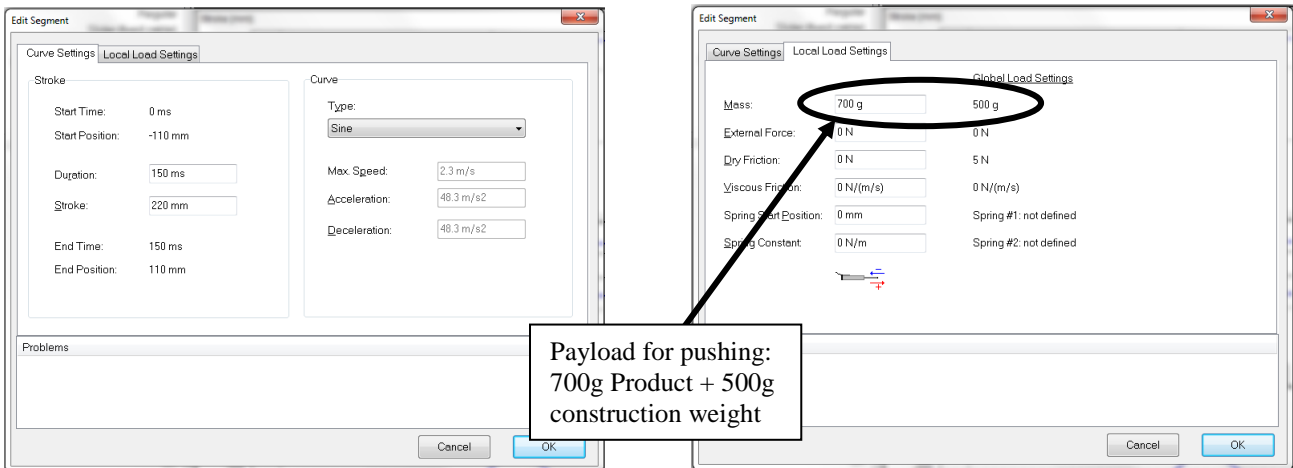 Edit Segment
Curve Settings Local Load Settings
Stroke
Start Time: 0 ms
Start Position: -110 mm
Duration: 150 ms
Stroke: 220 mm
End Time: 150 ms
End Position: 110 mm
Curve
Type:
Sine
Max. Speed: 2.3 m/s
Acceleration: 48.3 m/s2
Deceleration: 48.3 m/s2
Problems
Cancel OK
Edit Segment
Curve Settings Local Load Settings
Global Load Settings
Mass: 700 g 500 g
External Force: 0 N 0 N
Dry Friction: 0 N 5 N
Viscous Friction: 0 N/(m/s) 0 N/(m/s)
Spring Start Position: 0 mm Spring #1: not defined
Spring Constant: 0 N/m Spring #2: not defined
Cancel OK
Payload for pushing:
700g Product + 500g
construction weight